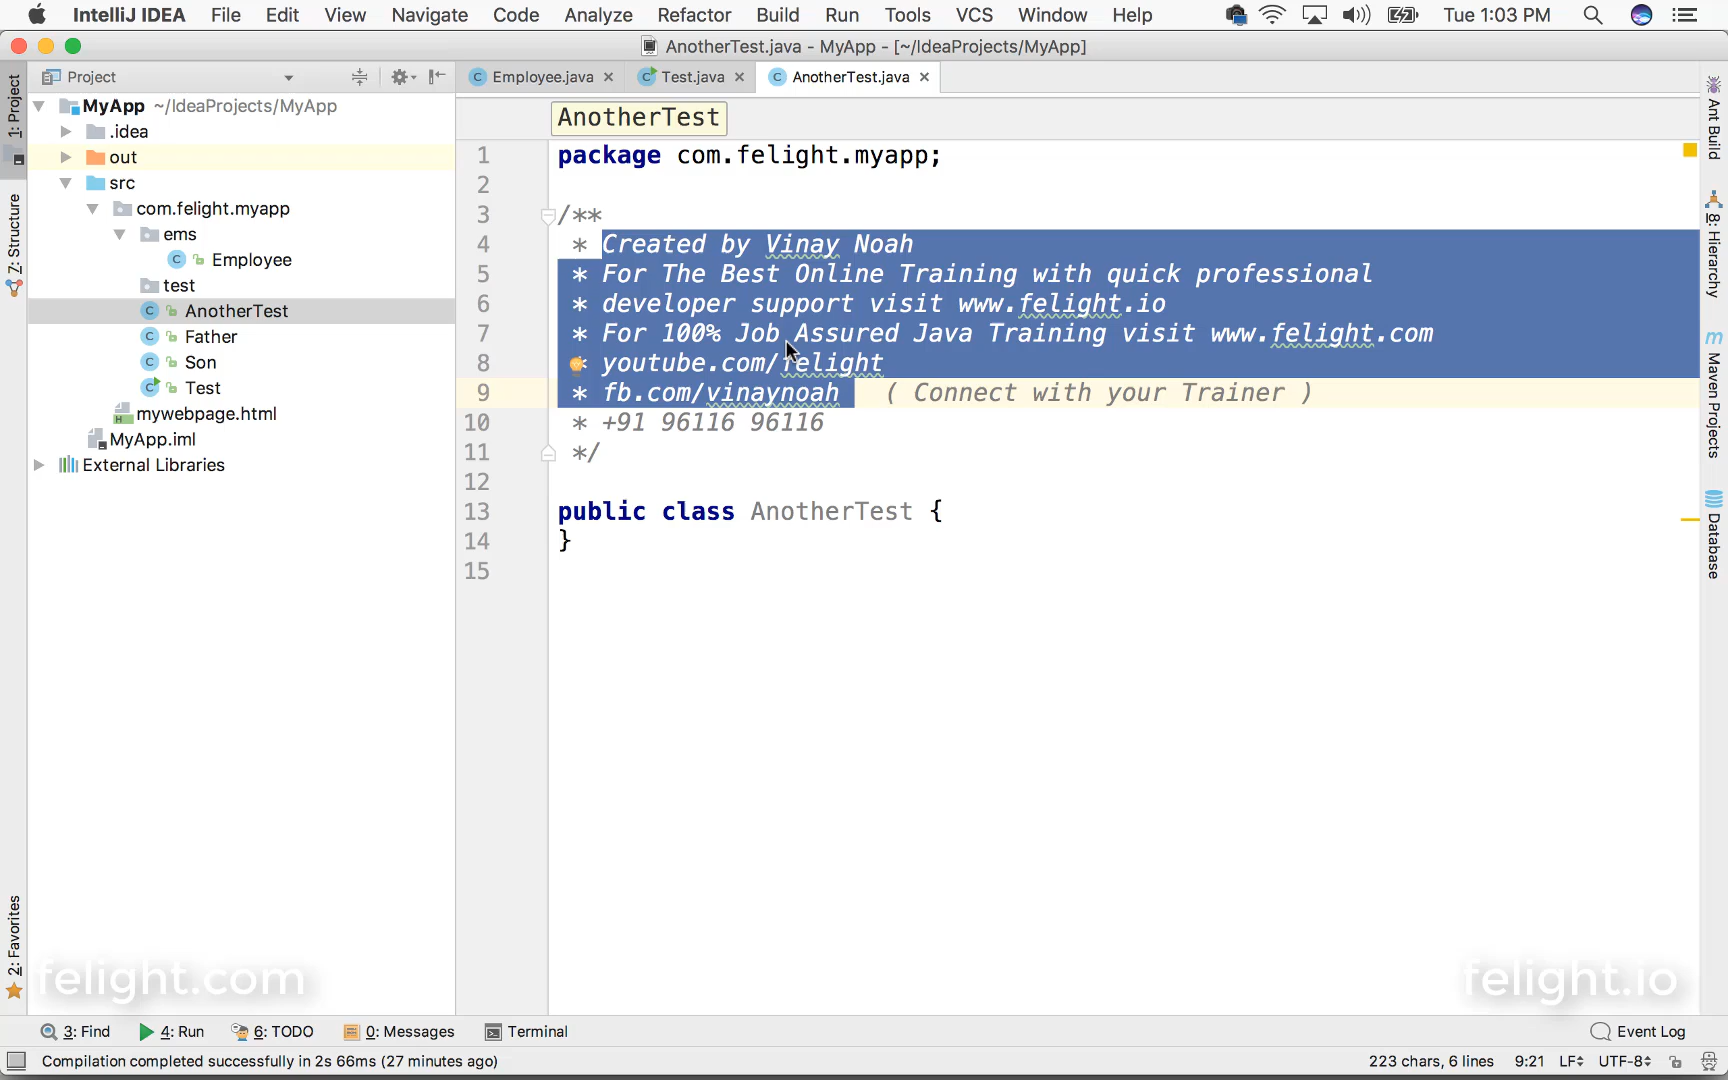 IntelliJ IDEA File Edit View Navigate Code Analyze Refactor Build Run Tools VCS Window Help Tue 1:03 PM
AnotherTest.java - MyApp - [~/IdeaProjects/MyApp]
Project
Employee.java
Test.java
AnotherTest.java
1: Project
7: Structure
2: Favorites
MyApp ~/IdeaProjects/MyApp
.idea
out
src
com.felight.myapp
ems
Employee
test
AnotherTest
Father
Son
Test
mywebpage.html
MyApp.iml
External Libraries
AnotherTest
1 package com.felight.myapp;
2
3 /**
4 * Created by Vinay Noah
5 * For The Best Online Training with quick professional
6 * developer support visit www.felight.io
7 * For 100% Job Assured Java Training visit www.felight.com
8 * youtube.com/felight
9 * fb.com/vinaynoah ( Connect with your Trainer )
10 * +91 96116 96116
11 */
12
13 public class AnotherTest {
14 }
15
Ant Build
8: Hierarchy
Maven Projects
Database
felight.com
felight.io
3: Find 4: Run 6: TODO 0: Messages Terminal Event Log
Compilation completed successfully in 2s 66ms (27 minutes ago) 223 chars, 6 lines 9:21 LF UTF-8